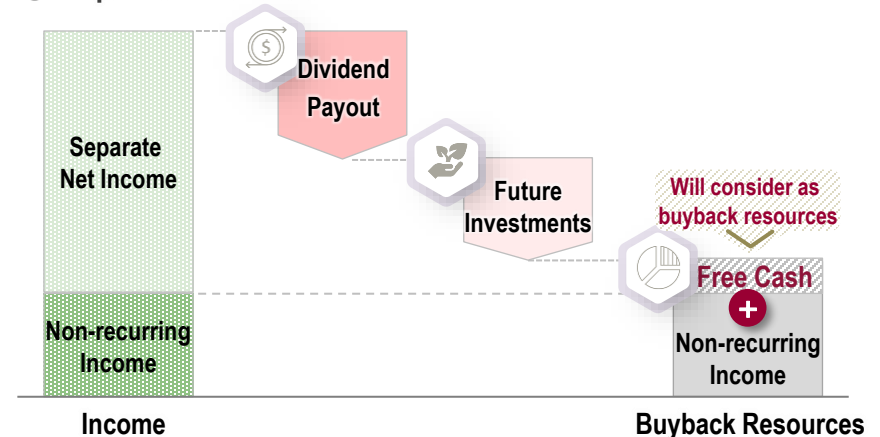 Dividend
Payout
Separate
Net Income
Future
Investments
Will consider as
buyback resources
Free Cash
+
Non-recurring
Income
Non-recurring
Income
Income
Buyback Resources